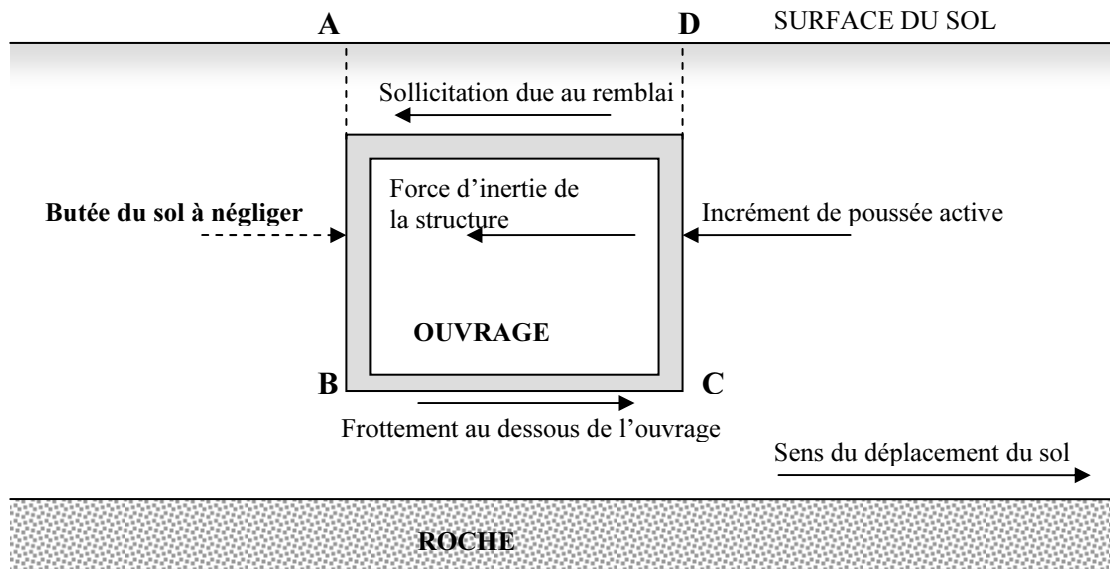 A
D
SURFACE DU SOL
Sollicitation due au remblai
Force d'inertie de
la structure
Butée du sol à négliger
Incrément de poussée active
OUVRAGE
B
C
Frottement au dessous de l'ouvrage
Sens du déplacement du sol
ROCHE